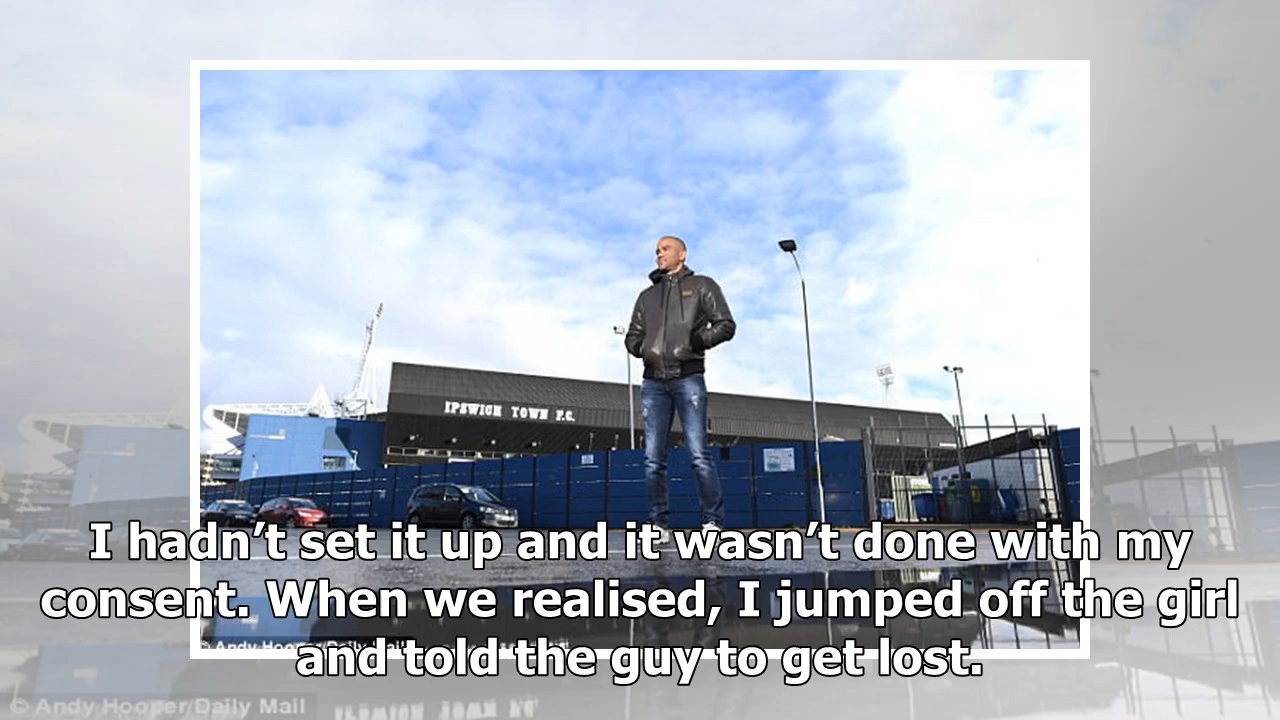 IPSWICH TOWN F.C.
I hadn’t set it up and it wasn’t done with my
consent. When we realised, I jumped off the girl
and told the guy to get lost.
© Andy Hooper/Daily Mail